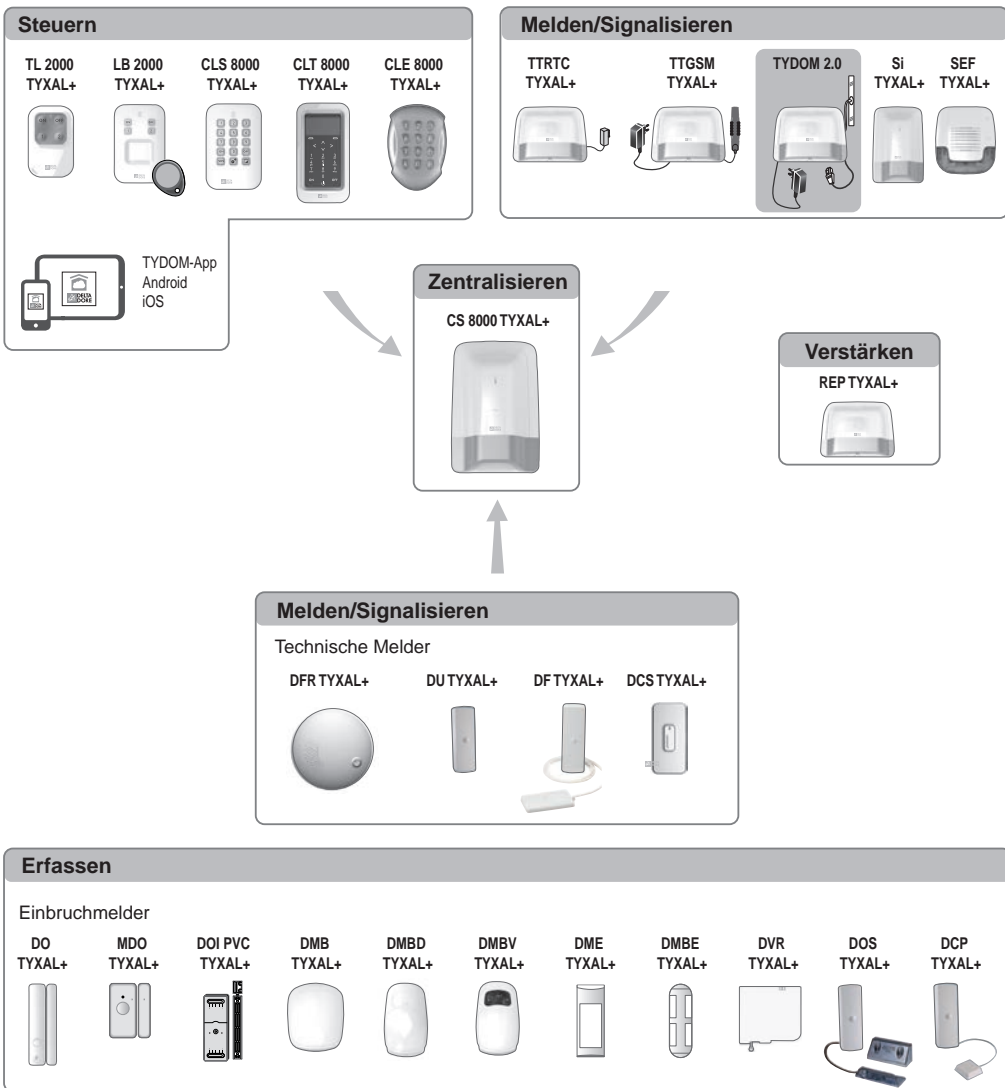 Steuern
TL 2000
TYXAL+
LB 2000
TYXAL+
CLS 8000
TYXAL+
CLT 8000
TYXAL+
CLE 8000
TYXAL+
TYDOM-App
Android
iOS
DELTA
DORE
Melden/Signalisieren
TTRTC
TYXAL+
TTGSM
TYXAL+
TYDOM 2.0
Si
TYXAL+
SEF
TYXAL+
Zentralisieren
CS 8000 TYXAL+
Verstärken
REP TYXAL+
Melden/Signalisieren
Technische Melder
DFR TYXAL+
DU TYXAL+
DF TYXAL+
DCS TYXAL+
Erfassen
Einbruchmelder
DO
TYXAL+
MDO
TYXAL+
DOI PVC
TYXAL+
DMB
TYXAL+
DMBD
TYXAL+
DMBV
TYXAL+
DME
TYXAL+
DMBE
TYXAL+
DVR
TYXAL+
DOS
TYXAL+
DCP
TYXAL+